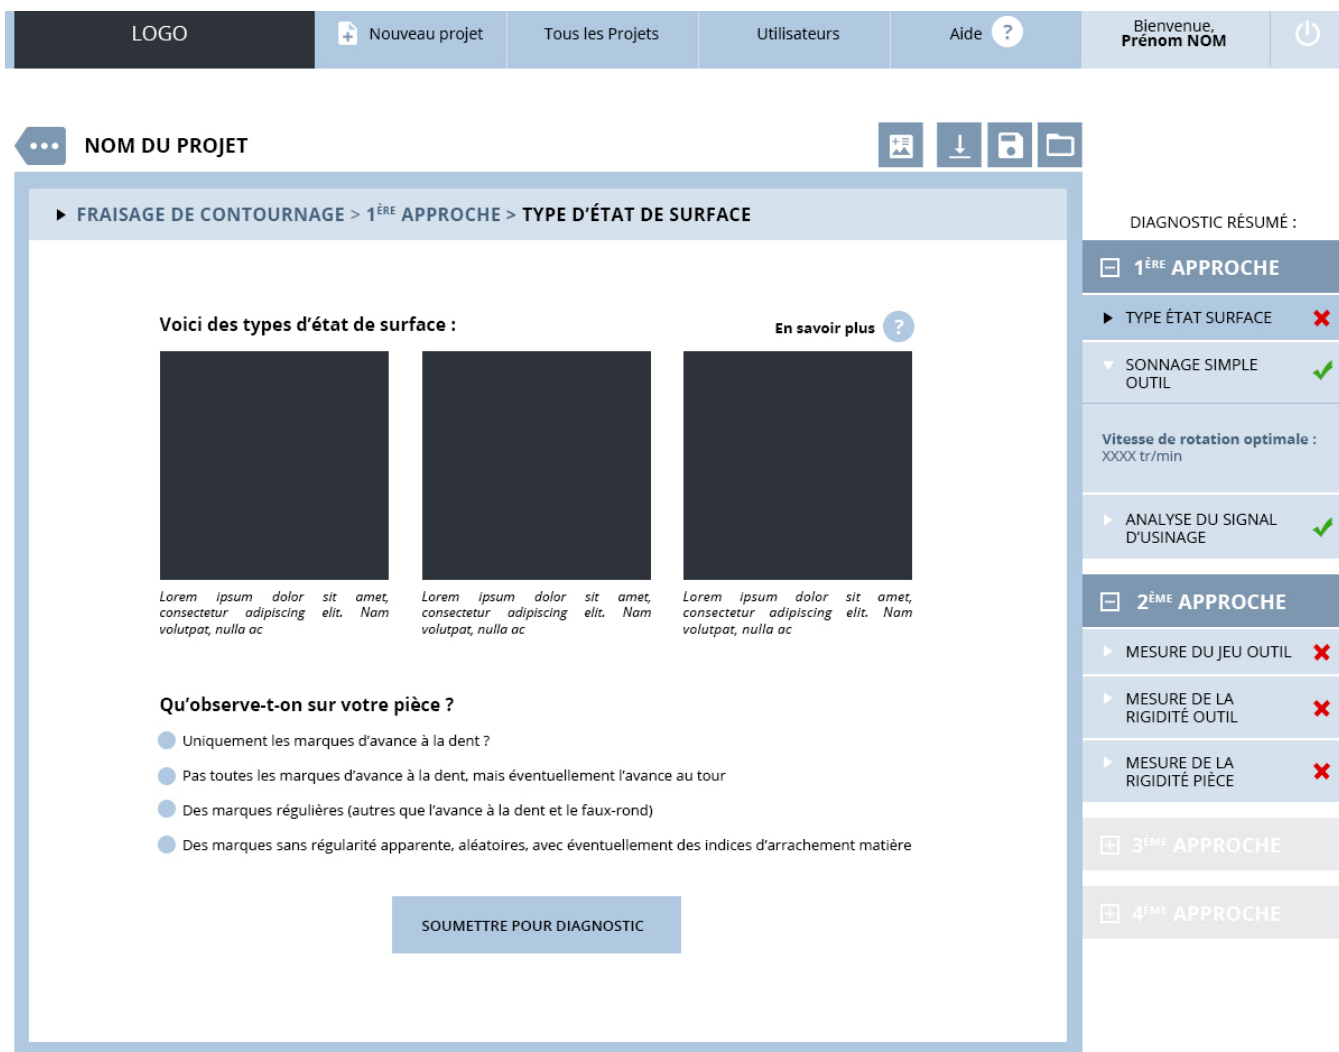 LOGO
Nouveau projet
Tous les Projets
Utilisateurs
Aide ?
Bienvenue,
Prénom NOM
NOM DU PROJET
FRAISAGE DE CONTOURNAGE > 1ÈRE APPROCHE > TYPE D’ÉTAT DE SURFACE
Voici des types d’état de surface :
En savoir plus ?
Lorem ipsum dolor sit amet,
consectetur adipiscing elit. Nam
volutpat, nulla ac
Lorem ipsum dolor sit amet,
consectetur adipiscing elit. Nam
volutpat, nulla ac
Lorem ipsum dolor sit amet,
consectetur adipiscing elit. Nam
volutpat, nulla ac
Qu’observe-t-on sur votre pièce ?
Uniquement les marques d’avance à la dent ?
Pas toutes les marques d’avance à la dent, mais éventuellement l’avance au tour
Des marques régulières (autres que l’avance à la dent et le faux-rond)
Des marques sans régularité apparente, aléatoires, avec éventuellement des indices d’arrachement matière
SOUMETTRE POUR DIAGNOSTIC
DIAGNOSTIC RÉSUMÉ :
1ÈRE APPROCHE
TYPE ÉTAT SURFACE
SONNAGE SIMPLE
OUTIL
Vitesse de rotation optimale :
XXXX tr/min
ANALYSE DU SIGNAL
D’USINAGE
2ÈME APPROCHE
MESURE DU JEU OUTIL
MESURE DE LA
RIGIDITÉ OUTIL
MESURE DE LA
RIGIDITÉ PIÈCE
3ÈME APPROCHE
4ÈME APPROCHE